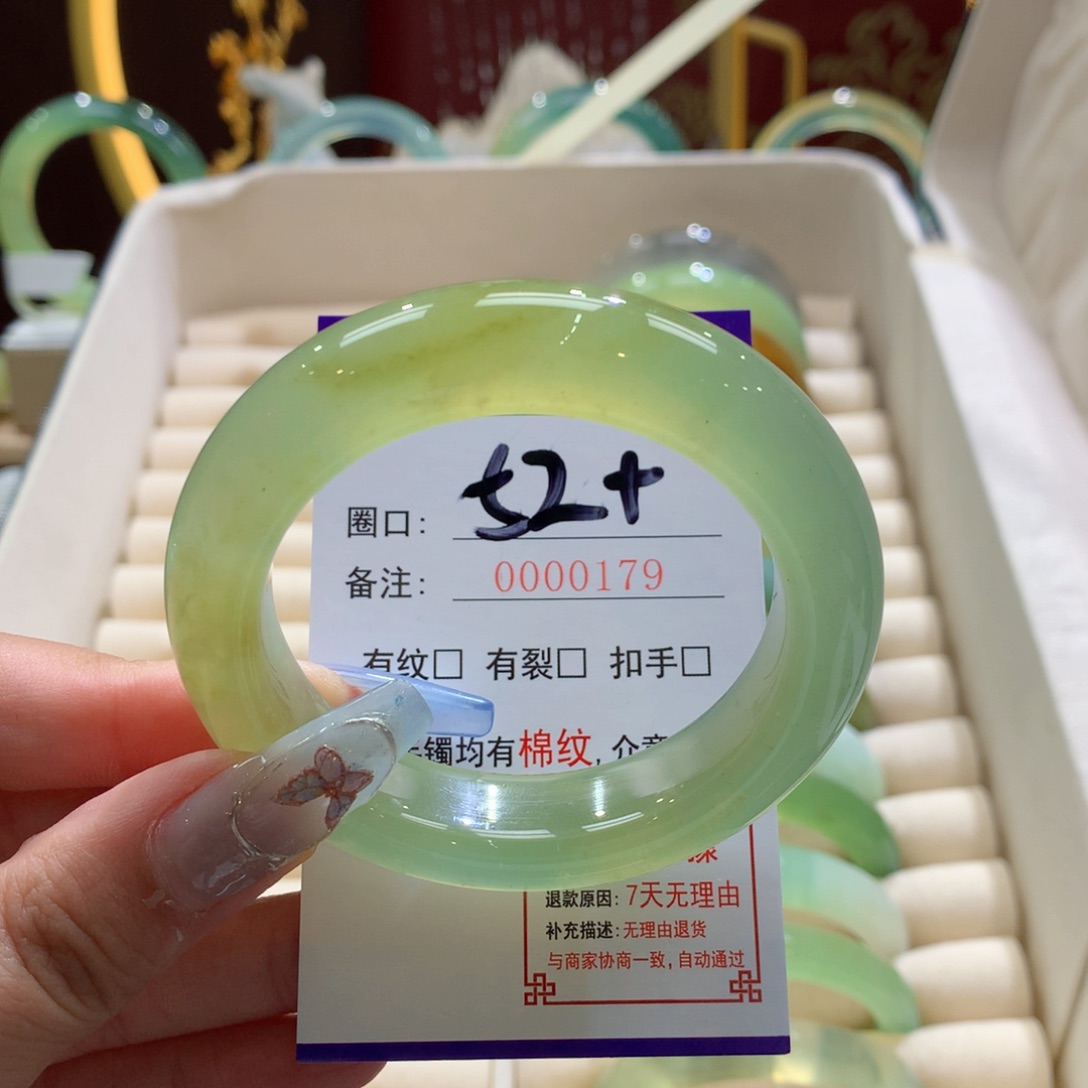 圈口: 52+
备注: 0000179
有纹□ 有裂□ 扣手□
镯均有棉纹,介意
退款原因: 7天无理由
补充描述: 无理由退货
与商家协商一致, 自动通过